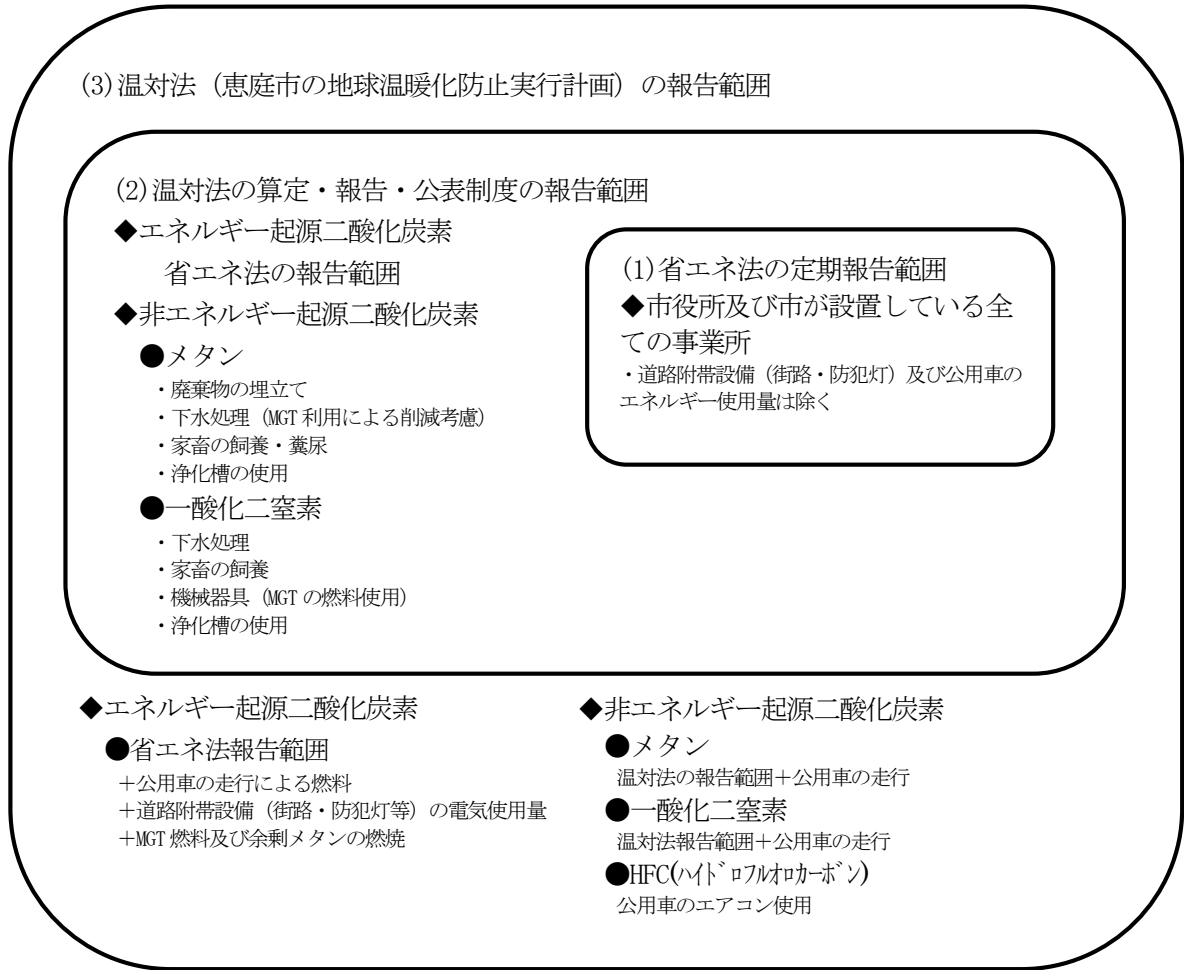 (3)温対法（恵庭市の地球温暖化防止実行計画）の報告範囲
(2)温対法の算定・報告・公表制度の報告範囲
◆エネルギー起源二酸化炭素
省エネ法の報告範囲
◆非エネルギー起源二酸化炭素
●メタン
・廃棄物の埋立て
・下水処理（MGT利用による削減考慮）
・家畜の飼養・糞尿
・浄化槽の使用
●一酸化二窒素
・下水処理
・家畜の飼養
・機械器具（MGTの燃料使用）
・浄化槽の使用
(1)省エネ法の定期報告範囲
◆市役所及び市が設置している全
ての事業所
・道路附帯設備（街路・防犯灯）及び公用車の
エネルギー使用量は除く
◆エネルギー起源二酸化炭素
●省エネ法報告範囲
＋公用車の走行による燃料
＋道路附帯設備（街路・防犯灯等）の電気使用量
＋MGT燃料及び余剰メタンの燃焼
◆非エネルギー起源二酸化炭素
●メタン
温対法の報告範囲＋公用車の走行
●一酸化二窒素
温対法報告範囲＋公用車の走行
●HFC(ﾊｲﾄﾞﾛﾌﾙｵﾛｶｰﾎﾞﾝ)
公用車のエアコン使用